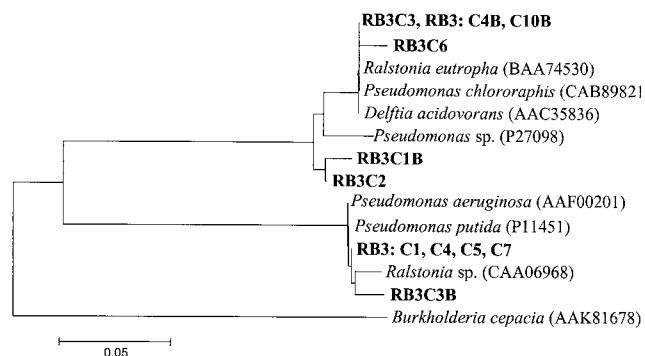 RB3C3, RB3: C4B, C10B
RB3C6
Ralstonia eutropha (BAA74530)
Pseudomonas chlororaphis (CAB89821
Delftia acidovorans (AAC35836)
Pseudomonas sp. (P27098)
RB3C1B
RB3C2
Pseudomonas aeruginosa (AAF00201)
Pseudomonas putida (P11451)
RB3: C1, C4, C5, C7
Ralstonia sp. (CAA06968)
RB3C3B
Burkholderia cepacia (AAK81678)
0.05